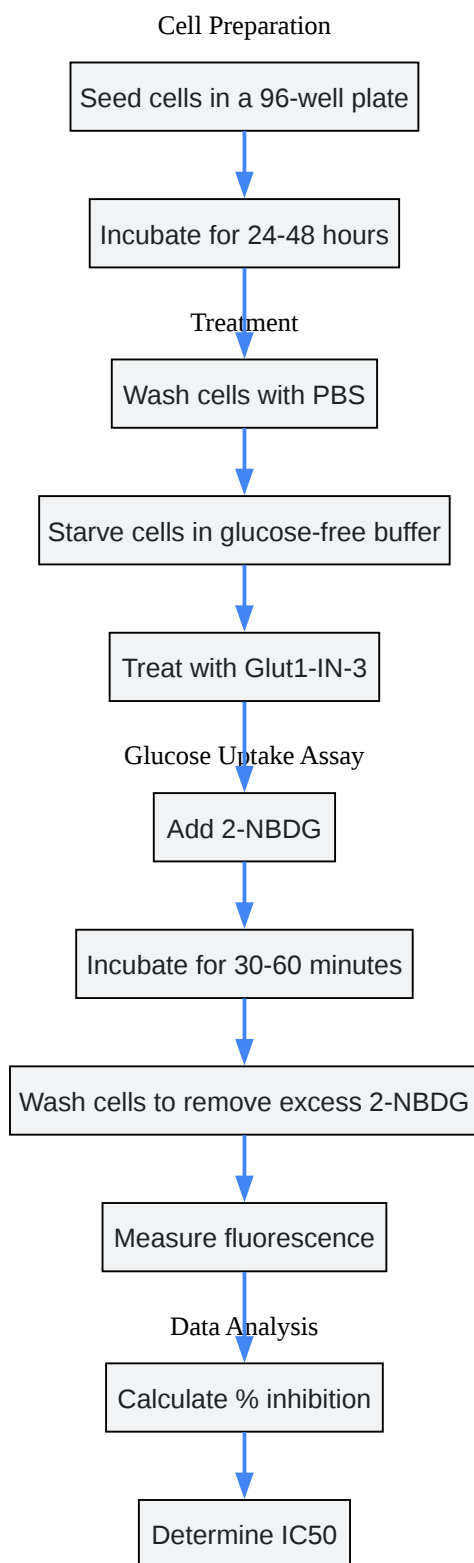 Cell Preparation
Seed cells in a 96-well plate
Incubate for 24-48 hours
Treatment
Wash cells with PBS
Starve cells in glucose-free buffer
Treat with Glut1-IN-3
Glucose Uptake Assay
Add 2-NBDG
Incubate for 30-60 minutes
Wash cells to remove excess 2-NBDG
Measure fluorescence
Data Analysis
Calculate % inhibition
Determine IC50